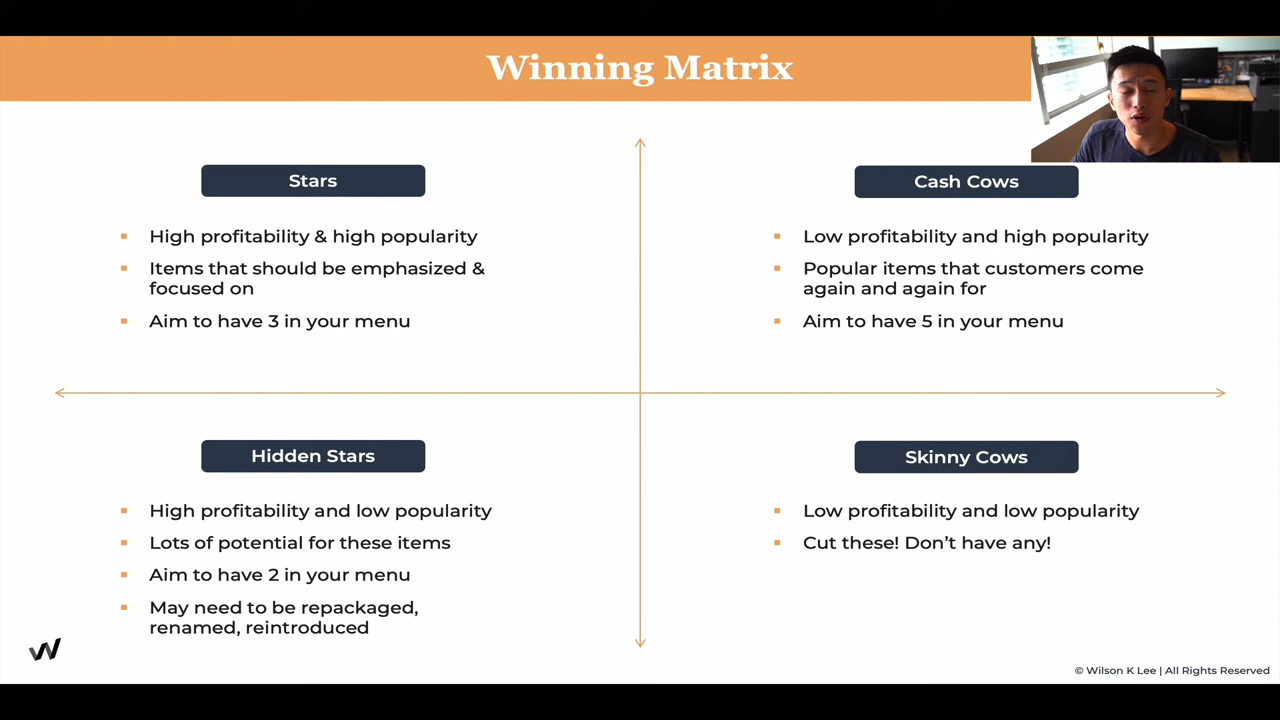 Winning Matrix
Stars
▪ High profitability & high popularity
▪ Items that should be emphasized &
focused on
▪ Aim to have 3 in your menu
Cash Cows
▪ Low profitability and high popularity
▪ Popular items that customers come
again and again for
▪ Aim to have 5 in your menu
Hidden Stars
▪ High profitability and low popularity
▪ Lots of potential for these items
▪ Aim to have 2 in your menu
▪ May need to be repackaged,
renamed, reintroduced
Skinny Cows
▪ Low profitability and low popularity
▪ Cut these! Don’t have any!
W
© Wilson K Lee | All Rights Reserved